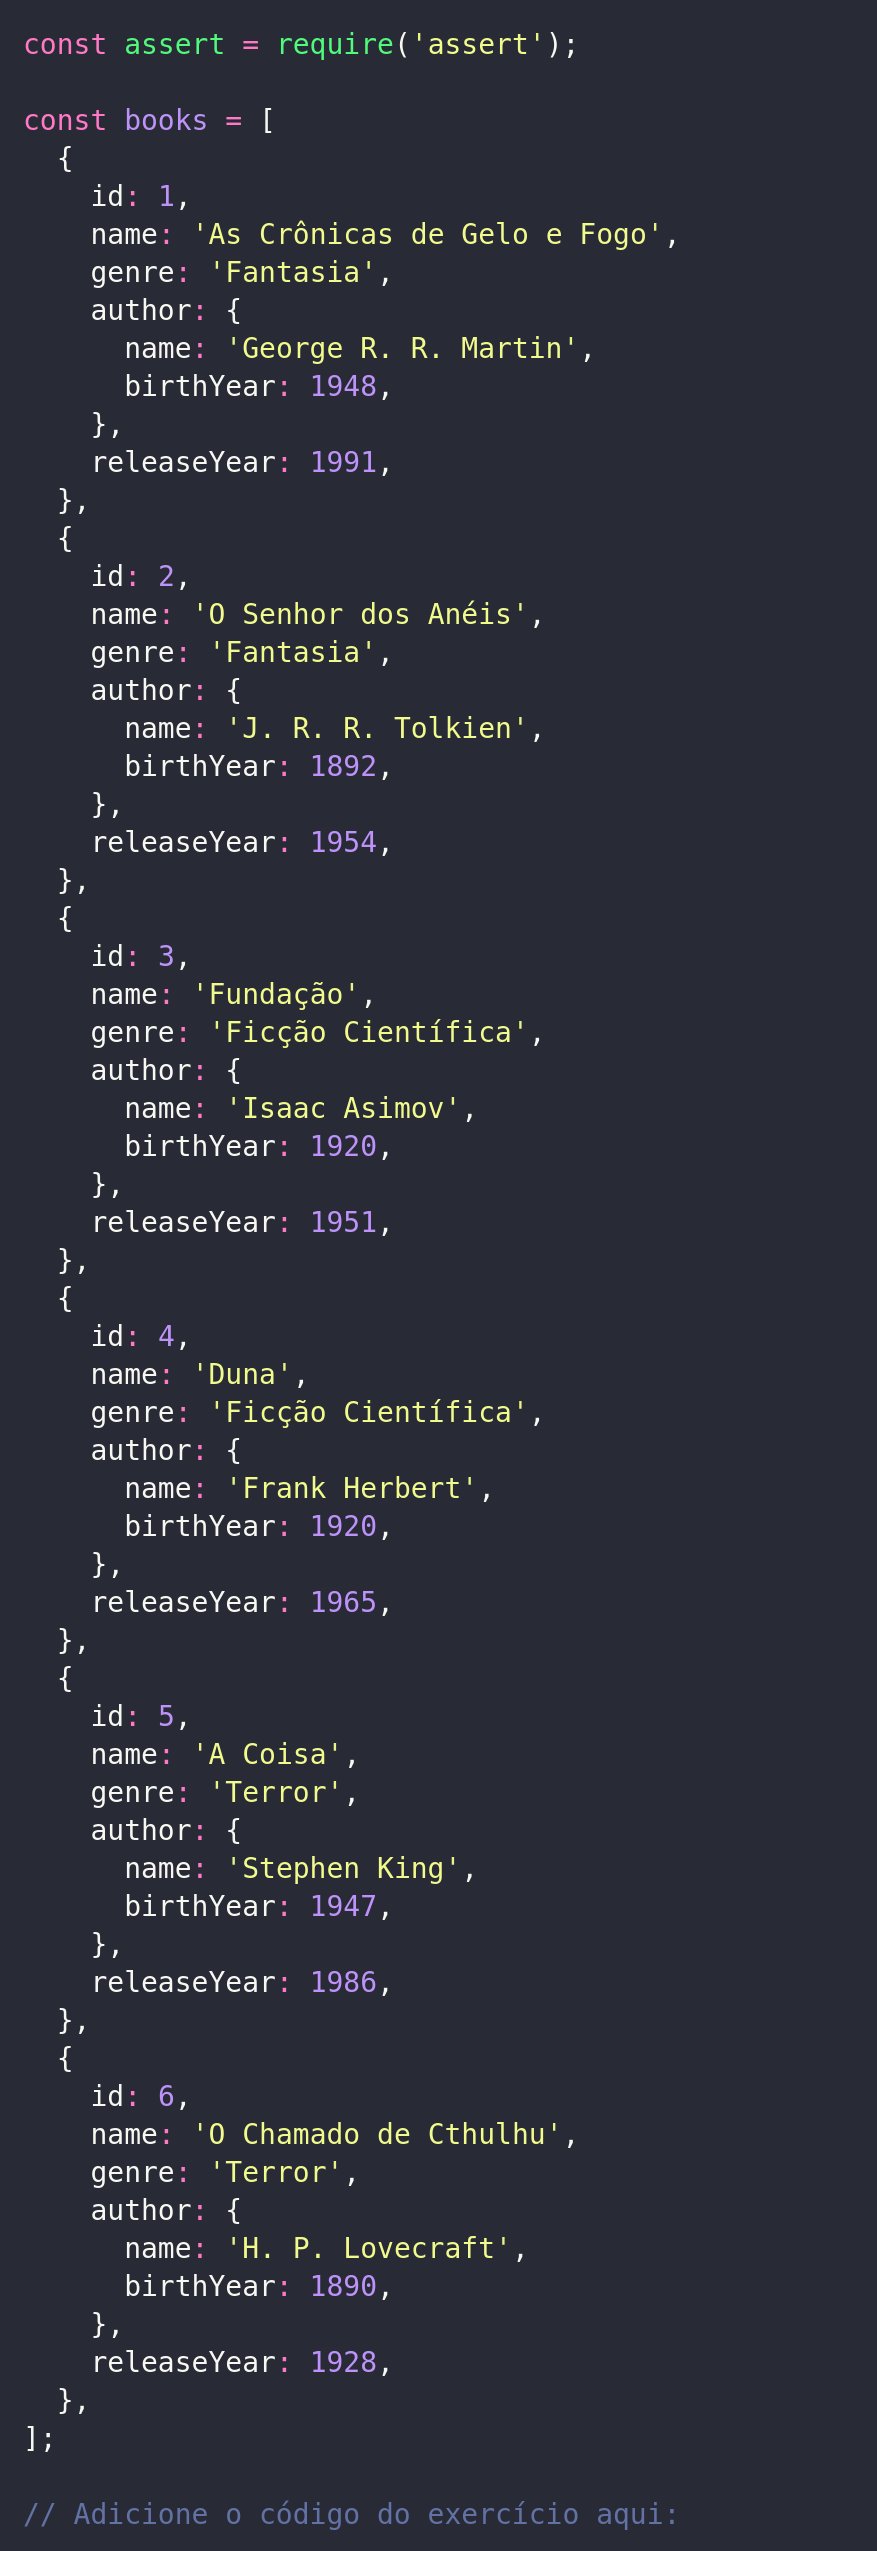 const assert = require('assert');

const books = [
  {
    id: 1,
    name: 'As Crônicas de Gelo e Fogo',
    genre: 'Fantasia',
    author: {
      name: 'George R. R. Martin',
      birthYear: 1948,
    },
    releaseYear: 1991,
  },
  {
    id: 2,
    name: 'O Senhor dos Anéis',
    genre: 'Fantasia',
    author: {
      name: 'J. R. R. Tolkien',
      birthYear: 1892,
    },
    releaseYear: 1954,
  },
  {
    id: 3,
    name: 'Fundação',
    genre: 'Ficção Científica',
    author: {
      name: 'Isaac Asimov',
      birthYear: 1920,
    },
    releaseYear: 1951,
  },
  {
    id: 4,
    name: 'Duna',
    genre: 'Ficção Científica',
    author: {
      name: 'Frank Herbert',
      birthYear: 1920,
    },
    releaseYear: 1965,
  },
  {
    id: 5,
    name: 'A Coisa',
    genre: 'Terror',
    author: {
      name: 'Stephen King',
      birthYear: 1947,
    },
    releaseYear: 1986,
  },
  {
    id: 6,
    name: 'O Chamado de Cthulhu',
    genre: 'Terror',
    author: {
      name: 'H. P. Lovecraft',
      birthYear: 1890,
    },
    releaseYear: 1928,
  },
];

// Adicione o código do exercício aqui: